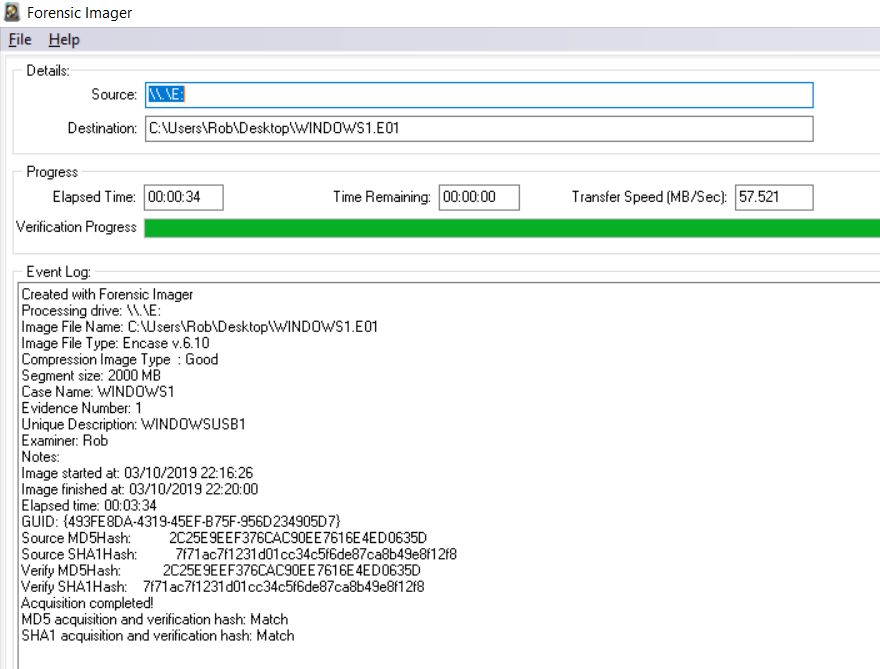 Forensic Imager
File Help
Details:
Source: \\.\E:
Destination: C:\Users\Rob\Desktop\WINDOWS1.E01
Progress
Elapsed Time: 00:00:34 Time Remaining: 00:00:00 Transfer Speed (MB/Sec): 57.521
Verification Progress
Event Log:
Created with Forensic Imager
Processing drive: \\.\E:
Image File Name: C:\Users\Rob\Desktop\WINDOWS1.E01
Image File Type: Encase v.6.10
Compression Image Type : Good
Segment size: 2000 MB
Case Name: WINDOWS1
Evidence Number: 1
Unique Description: WINDOWSUSB1
Examiner: Rob
Notes:
Image started at: 03/10/2019 22:16:26
Image finished at: 03/10/2019 22:20:00
Elapsed time: 00:03:34
GUID: {493FE8DA-4319-45EF-B75F-956D234905D7}
Source MD5Hash: 2C25E9EEF376CAC90EE7616E4ED0635D
Source SHA1Hash: 7f71ac7f1231d01cc34c5f6de87ca8b49e8f12f8
Verify MD5Hash: 2C25E9EEF376CAC90EE7616E4ED0635D
Verify SHA1Hash: 7f71ac7f1231d01cc34c5f6de87ca8b49e8f12f8
Acquisition completed!
MD5 acquisition and verification hash: Match
SHA1 acquisition and verification hash: Match